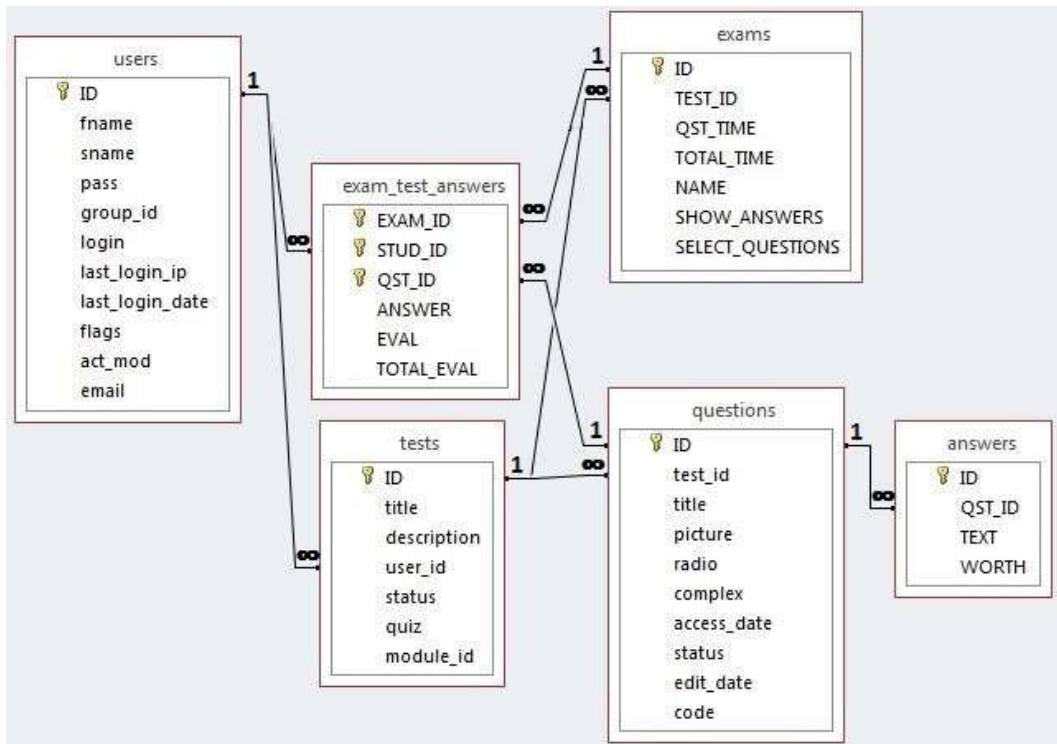 users
ID
fname
sname
pass
group_id
login
last_login_ip
last_login_date
flags
act_mod
email
1
∞
∞
exam_test_answers
EXAM_ID
STUD_ID
QST_ID
ANSWER
EVAL
TOTAL_EVAL
∞
∞
exams
ID
TEST_ID
QST_TIME
TOTAL_TIME
NAME
SHOW_ANSWERS
SELECT_QUESTIONS
1
∞
tests
ID
title
description
user_id
status
quiz
module_id
1
questions
ID
test_id
title
picture
radio
complex
access_date
status
edit_date
code
1
∞
1
∞
answers
ID
QST_ID
TEXT
WORTH